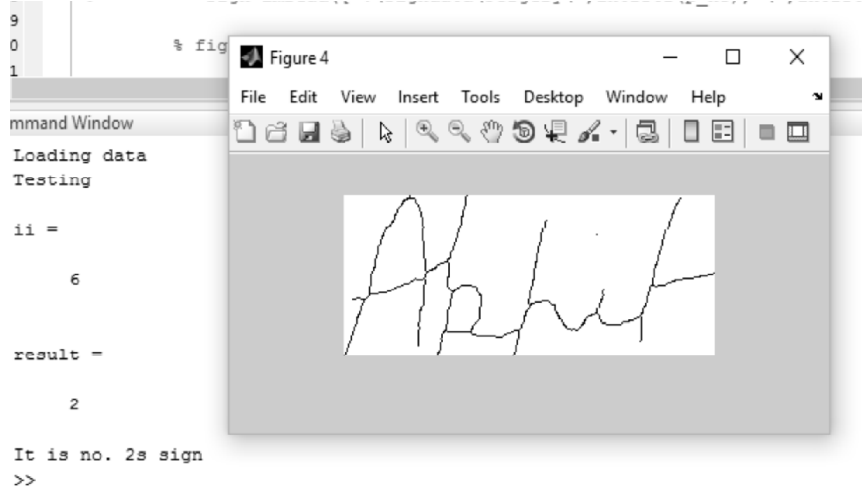 9
0
% fig
1
Figure 4
File Edit View Insert Tools Desktop Window Help
mmand Window
Loading data
Testing
ii =
6
result =
2
It is no. 2s sign
>>